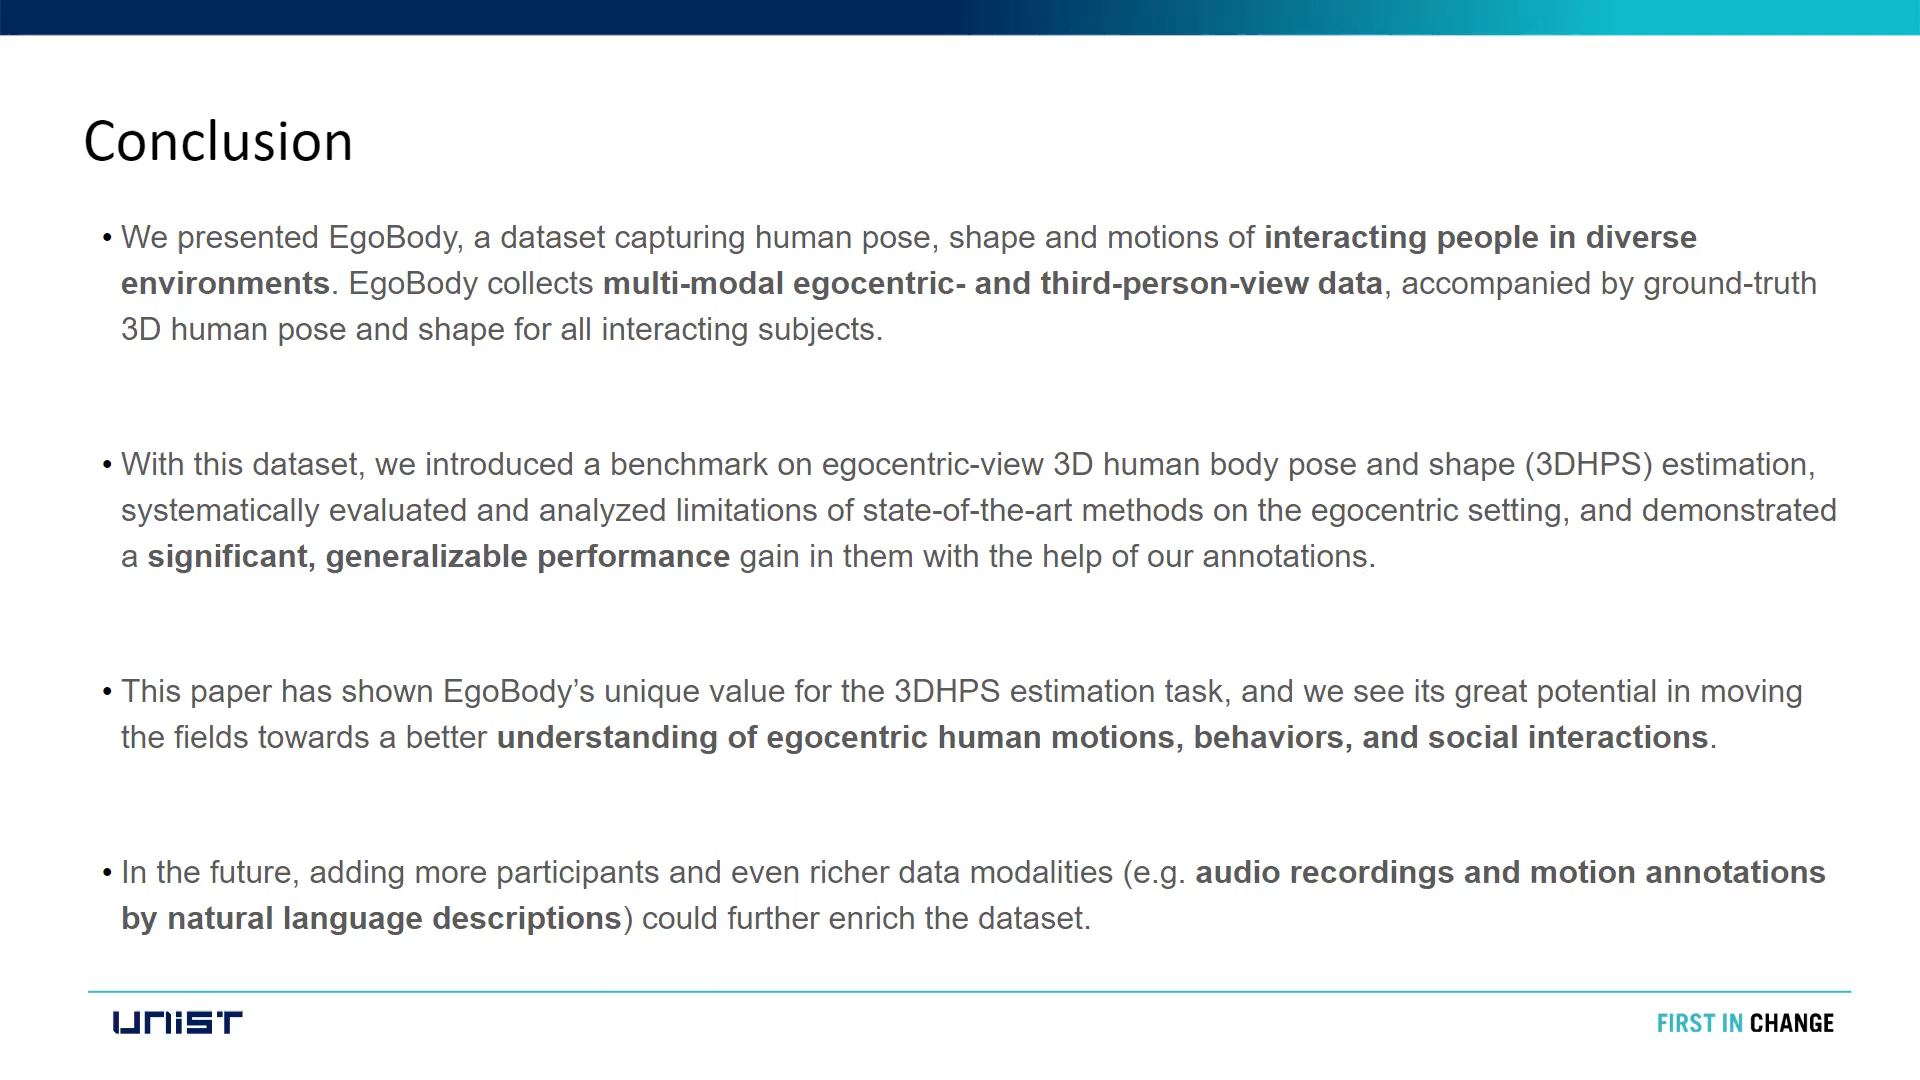 Conclusion
• We presented EgoBody, a dataset capturing human pose, shape and motions of interacting people in diverse
environments. EgoBody collects multi-modal egocentric- and third-person-view data, accompanied by ground-truth
3D human pose and shape for all interacting subjects.
• With this dataset, we introduced a benchmark on egocentric-view 3D human body pose and shape (3DHPS) estimation,
systematically evaluated and analyzed limitations of state-of-the-art methods on the egocentric setting, and demonstrated
a significant, generalizable performance gain in them with the help of our annotations.
• This paper has shown EgoBody’s unique value for the 3DHPS estimation task, and we see its great potential in moving
the fields towards a better understanding of egocentric human motions, behaviors, and social interactions.
• In the future, adding more participants and even richer data modalities (e.g. audio recordings and motion annotations
by natural language descriptions) could further enrich the dataset.
UNIST
FIRST IN CHANGE